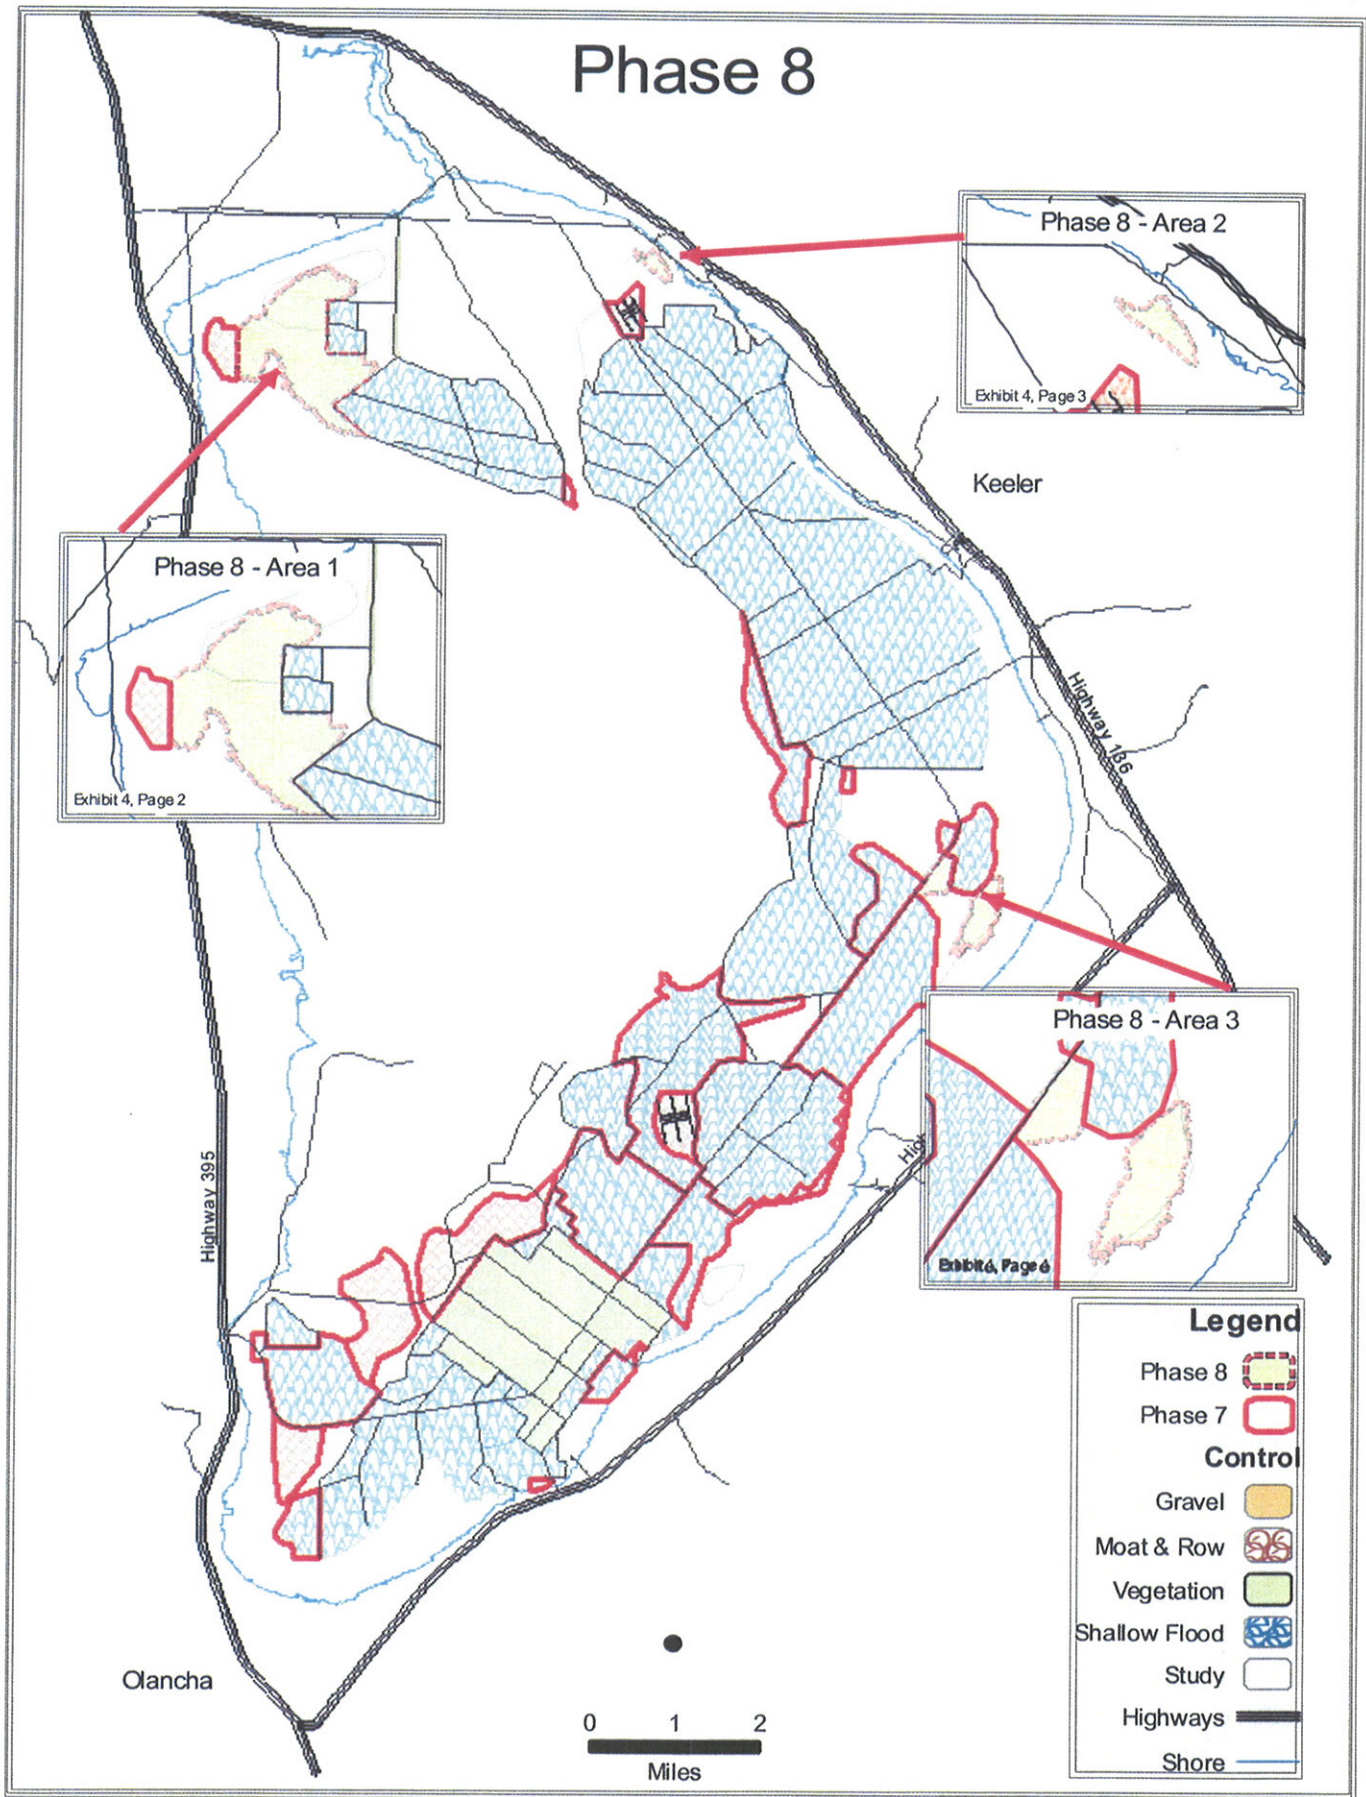 Phase 8
Phase 8 - Area 2
Exhibit 4, Page 3
Keeler
Phase 8 - Area 1
Exhibit 4, Page 2
Highway 136
Phase 8 - Area 3
High
Highway 395
Legend
Phase 8
Phase 7
Control
Gravel
Moat & Row
Vegetation
Shallow Flood
Study
Highways
Shore
Olancha
0 1 2
Miles